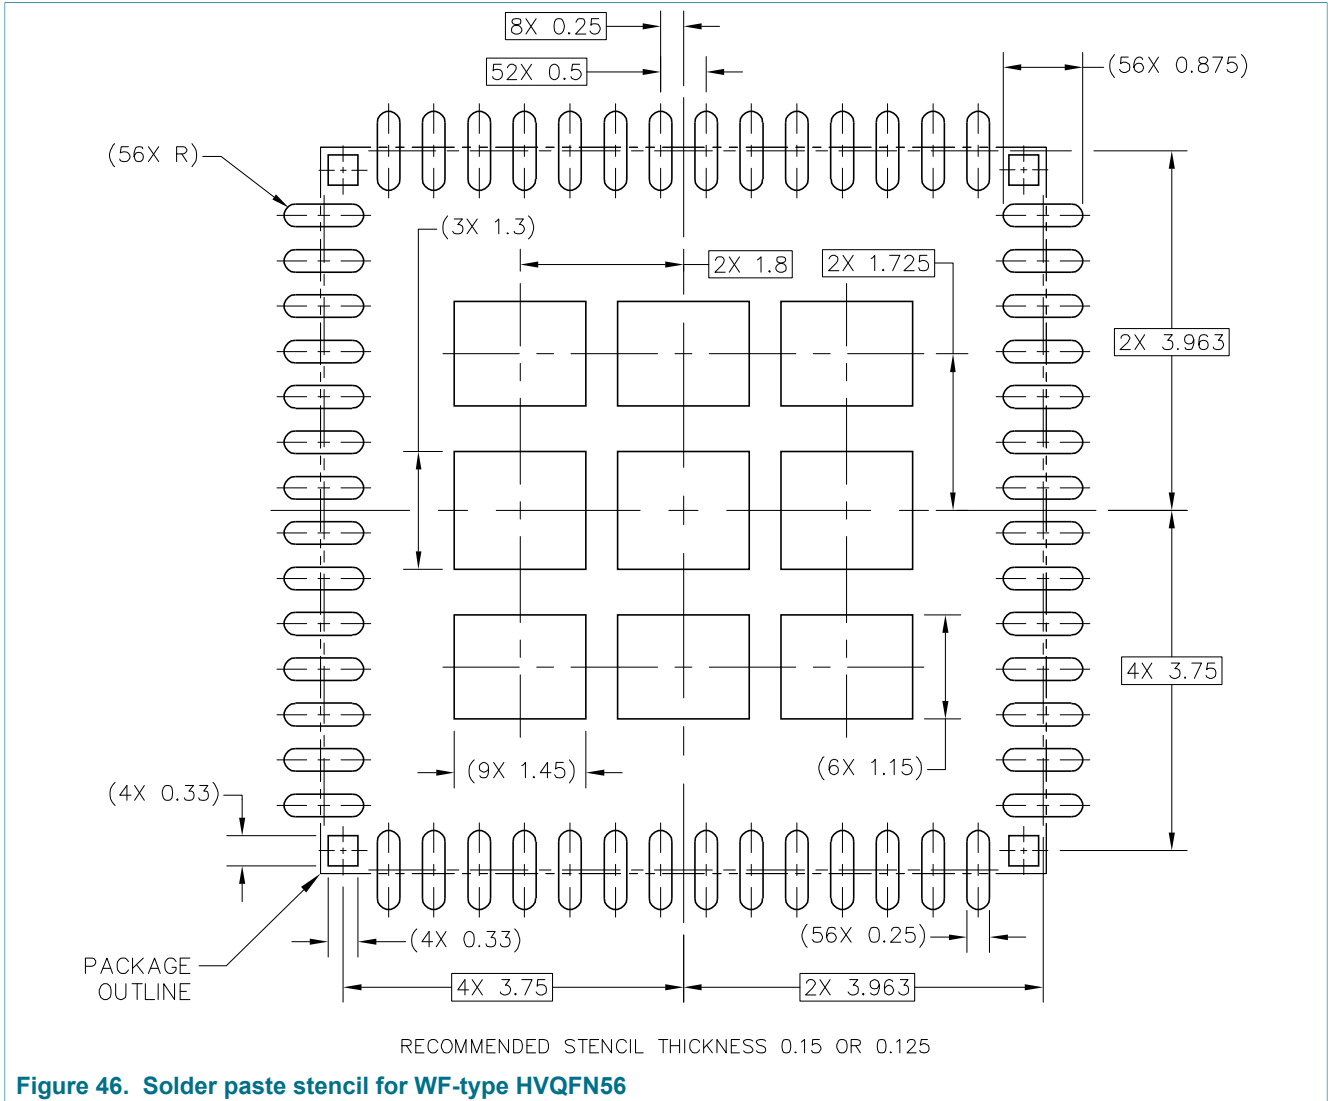 8X 0.25
52X 0.5
(56X 0.875)
(56X R)
(3X 1.3)
2X 1.8
2X 1.725
2X 3.963
4X 3.75
(9X 1.45)
(6X 1.15)
(4X 0.33)
(4X 0.33)
(56X 0.25)
PACKAGE
OUTLINE
4X 3.75
2X 3.963
RECOMMENDED STENCIL THICKNESS 0.15 OR 0.125
Figure 46. Solder paste stencil for WF-type HVQFN56